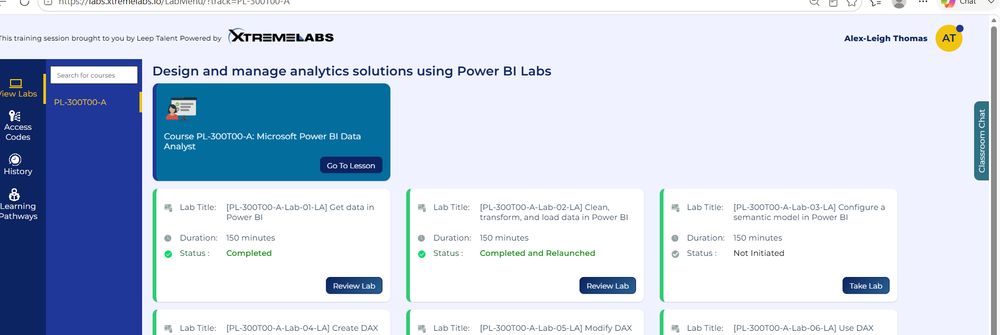 https://labs.xtremelabs.io/LabMenu/?track=PL-300T00-A
Chat
This training session brought to you by Leep Talent Powered by
XTREMELABS
Alex-Leigh Thomas
AT
View Labs
Access
Codes
History
Learning
Pathways
Search for courses
PL-300T00-A
Design and manage analytics solutions using Power BI Labs
Course PL-300T00-A: Microsoft Power BI Data
Analyst
Go To Lesson
Classroom Chat
Lab Title: [PL-300T00-A-Lab-01-LA] Get data in
Power BI
Duration: 150 minutes
Status : Completed
Review Lab
Lab Title: [PL-300T00-A-Lab-02-LA] Clean,
transform, and load data in Power BI
Duration: 150 minutes
Status : Completed and Relaunched
Review Lab
Lab Title: [PL-300T00-A-Lab-03-LA] Configure a
semantic model in Power BI
Duration: 150 minutes
Status : Not Initiated
Take Lab
Lab Title: [PL-300T00-A-Lab-04-LA] Create DAX
Lab Title: [PL-300T00-A-Lab-05-LA] Modify DAX
Lab Title: [PL-300T00-A-Lab-06-LA] Use DAX